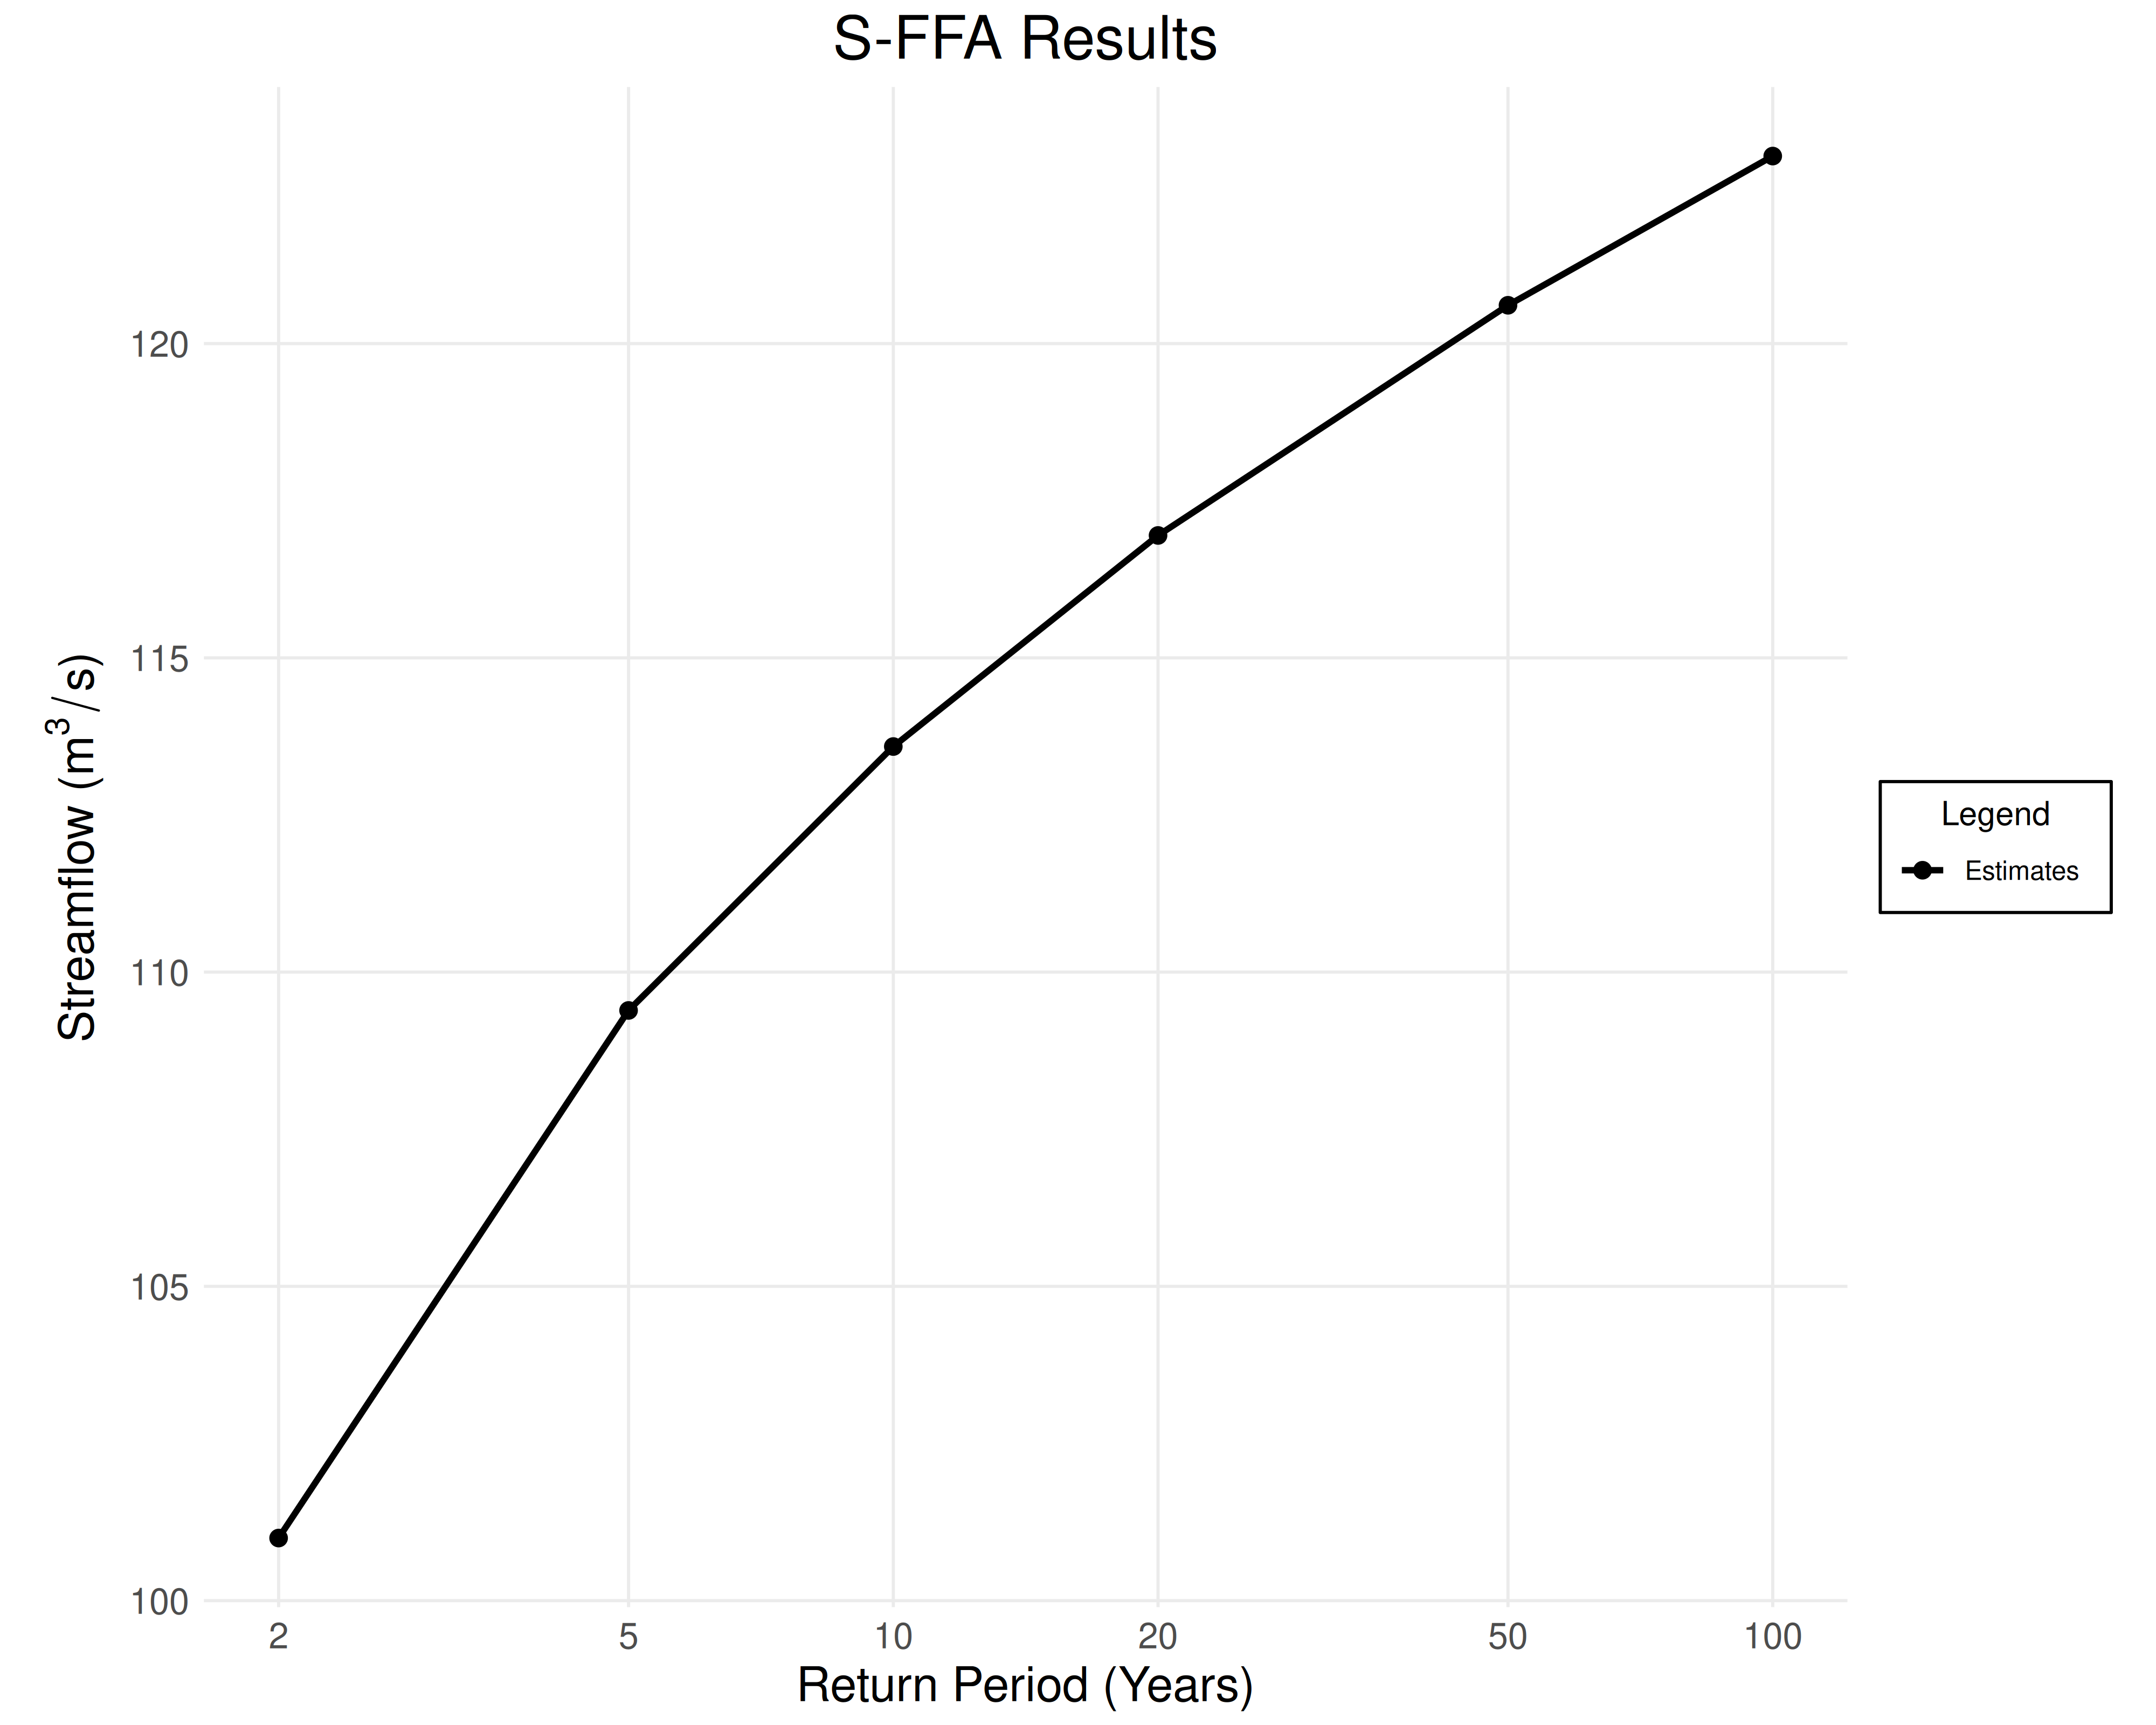 S-FFA Results
Streamflow (m³/s)
120
115
110
105
100
2 5 10 20 50 100
Return Period (Years)
Legend
Estimates